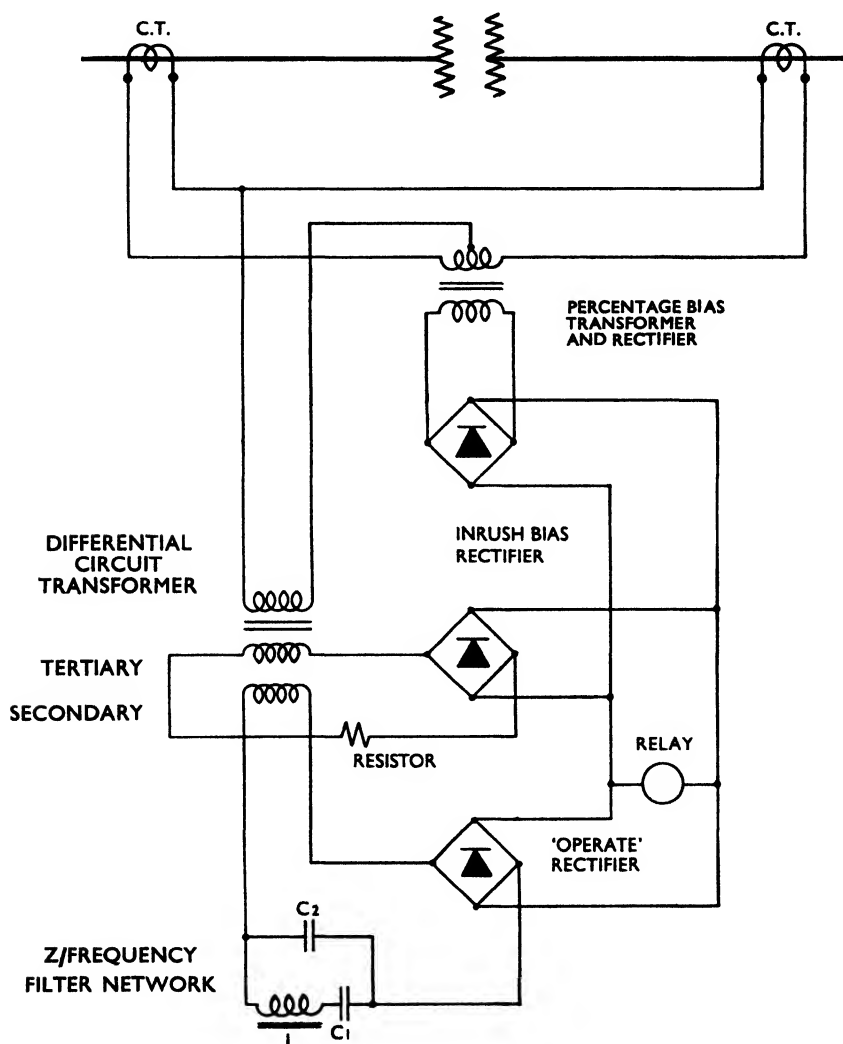 C.T.
C.T.
PERCENTAGE BIAS
TRANSFORMER
AND RECTIFIER
INRUSH BIAS
RECTIFIER
DIFFERENTIAL
CIRCUIT
TRANSFORMER
TERTIARY
SECONDARY
RESISTOR
RELAY
'OPERATE'
RECTIFIER
C2
Z/FREQUENCY
FILTER NETWORK
C1
L